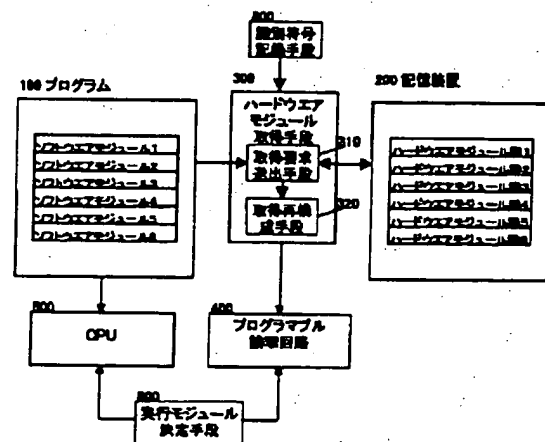 識別符号
記録手段
100 プログラム
300
200 記憶装置
ハードウエア
モジュール
取得手段
310
取得要求
送出手段
320
取得再構
成手段
ソフトウエアモジュール1
ソフトウエアモジュール2
ソフトウエアモジュール3
ソフトウエアモジュール4
ソフトウエアモジュール5
ソフトウエアモジュール6
ハードウエアモジュール群1
ハードウエアモジュール群2
ハードウエアモジュール群3
ハードウエアモジュール群4
ハードウエアモジュール群5
ハードウエアモジュール群6
CPU
400
プログラマブル
論理回路
実行モジュール
決定手段